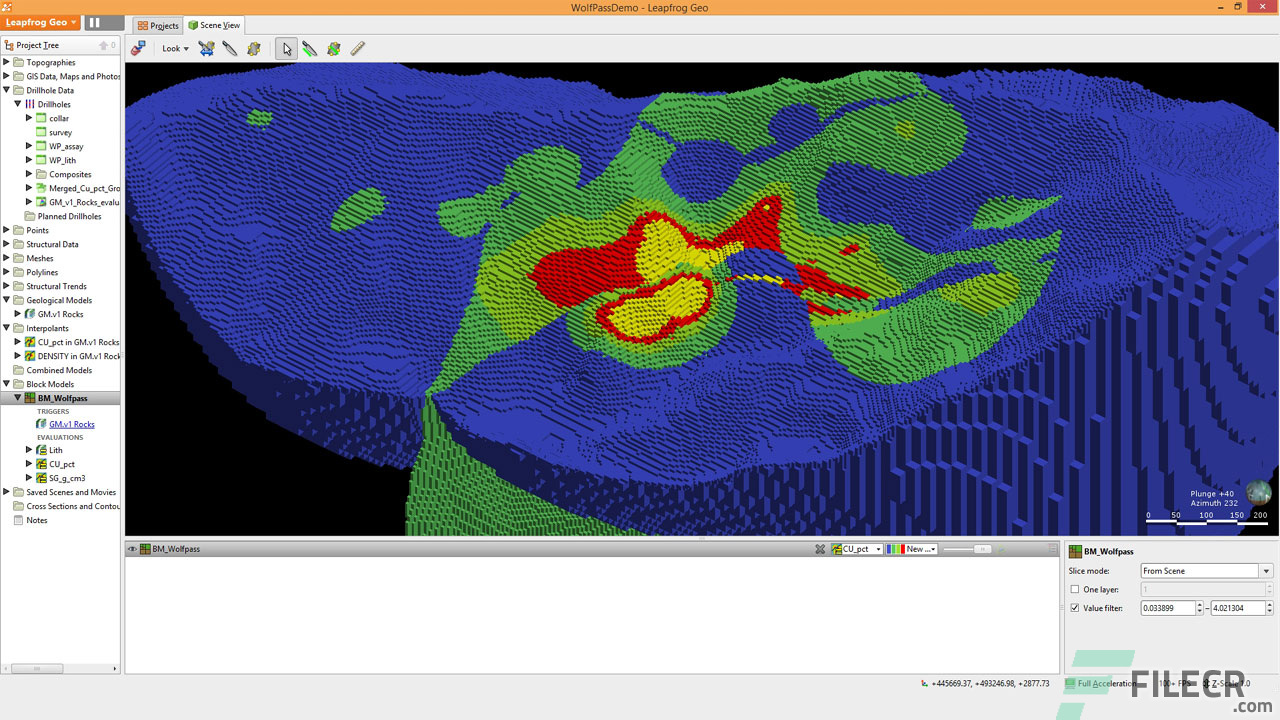 WolfPassDemo - Leapfrog Geo
Leapfrog Geo
Projects
Scene View
Project Tree
0
Look
Topographies
GIS Data, Maps and Photos
Drillhole Data
Drillholes
collar
survey
WP_assay
WP_lith
Composites
Merged_Cu_pct_Gro
GM_v1_Rocks_evalu
Planned Drillholes
Points
Structural Data
Meshes
Polylines
Structural Trends
Geological Models
GM.v1 Rocks
Interpolants
CU_pct in GM.v1 Rocks
DENSITY in GM.v1 Rock
Combined Models
Block Models
BM_Wolfpass
TRIGGERS
GM.v1 Rocks
EVALUATIONS
Lith
CU_pct
SG_g_cm3
Saved Scenes and Movies
Cross Sections and Contou
Notes
Plunge +40
Azimuth 232
0 50 100 150 200
BM_Wolfpass
CU_pct
New ...
BM_Wolfpass
Slice mode: From Scene
One layer: 1
Value filter: 0.033899 – 4.021304
+445669.37, +493246.98, +2877.73
Full Acceleration
100+ FPS
Z-Scale 1.0
FILECR
.com